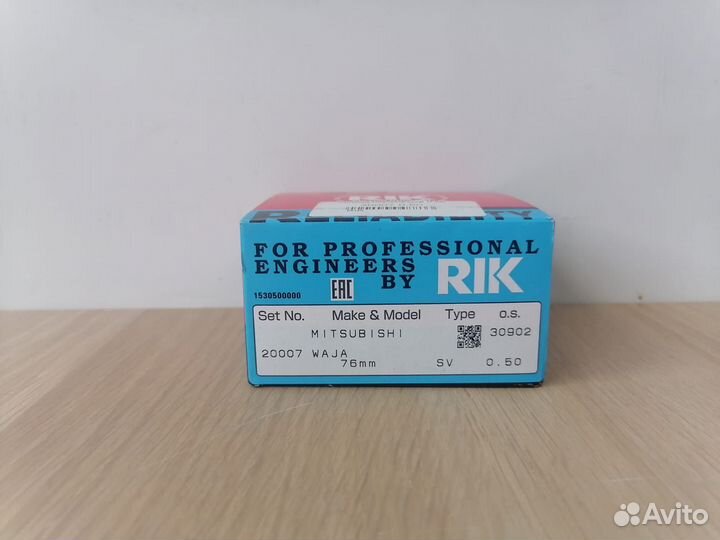 RIK
RELIABILITY
FOR PROFESSIONAL
ENGINEERS
BY RIK
1530500000 EAC
Set No. Make & Model Type o.s.
MITSUBISHI 30902
20007 WAJA
76mm SV 0.50
Avito